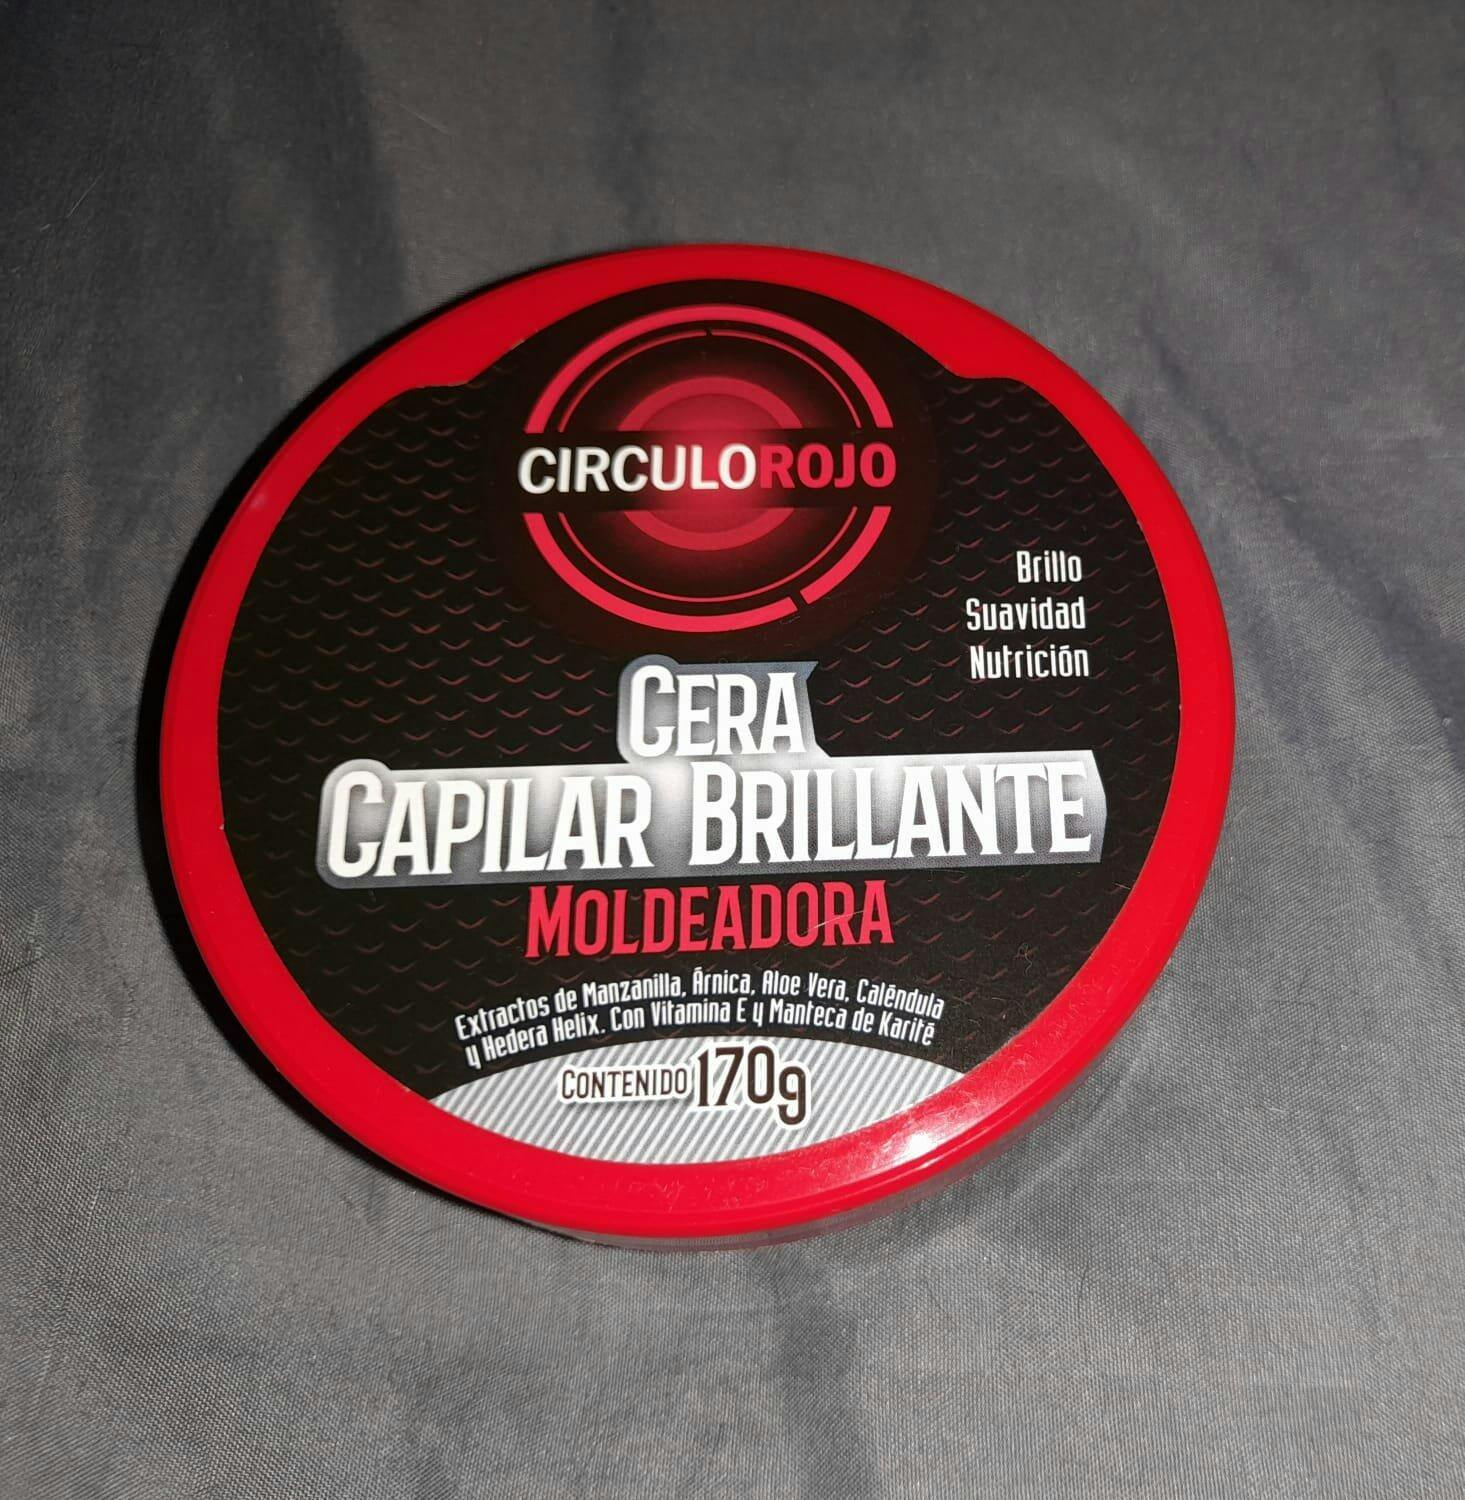 CIRCULOROJO
Brillo
Suavidad
Nutrición
CERA
CAPILAR BRILLANTE
MOLDEADORA
Extractos de Manzanilla, Árnica, Aloe Vera, Caléndula
y Hedera Helix. Con Vitamina E y Manteca de Karité
CONTENIDO 170g